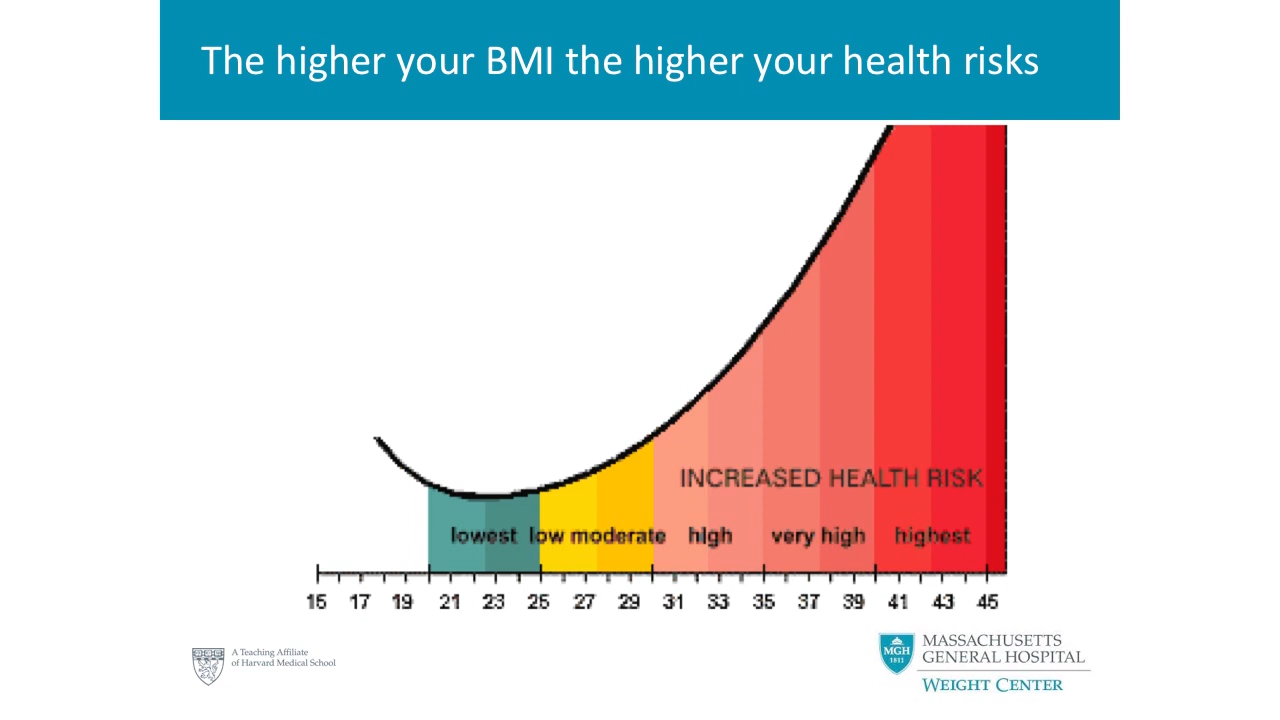 The higher your BMI the higher your health risks
INCREASED HEALTH RISK
lowest low moderate high very high highest
15 17 19 21 23 25 27 29 31 33 35 37 39 41 43 45
A Teaching Affiliate
of Harvard Medical School
MGH
1811
MASSACHUSETTS
GENERAL HOSPITAL
WEIGHT CENTER